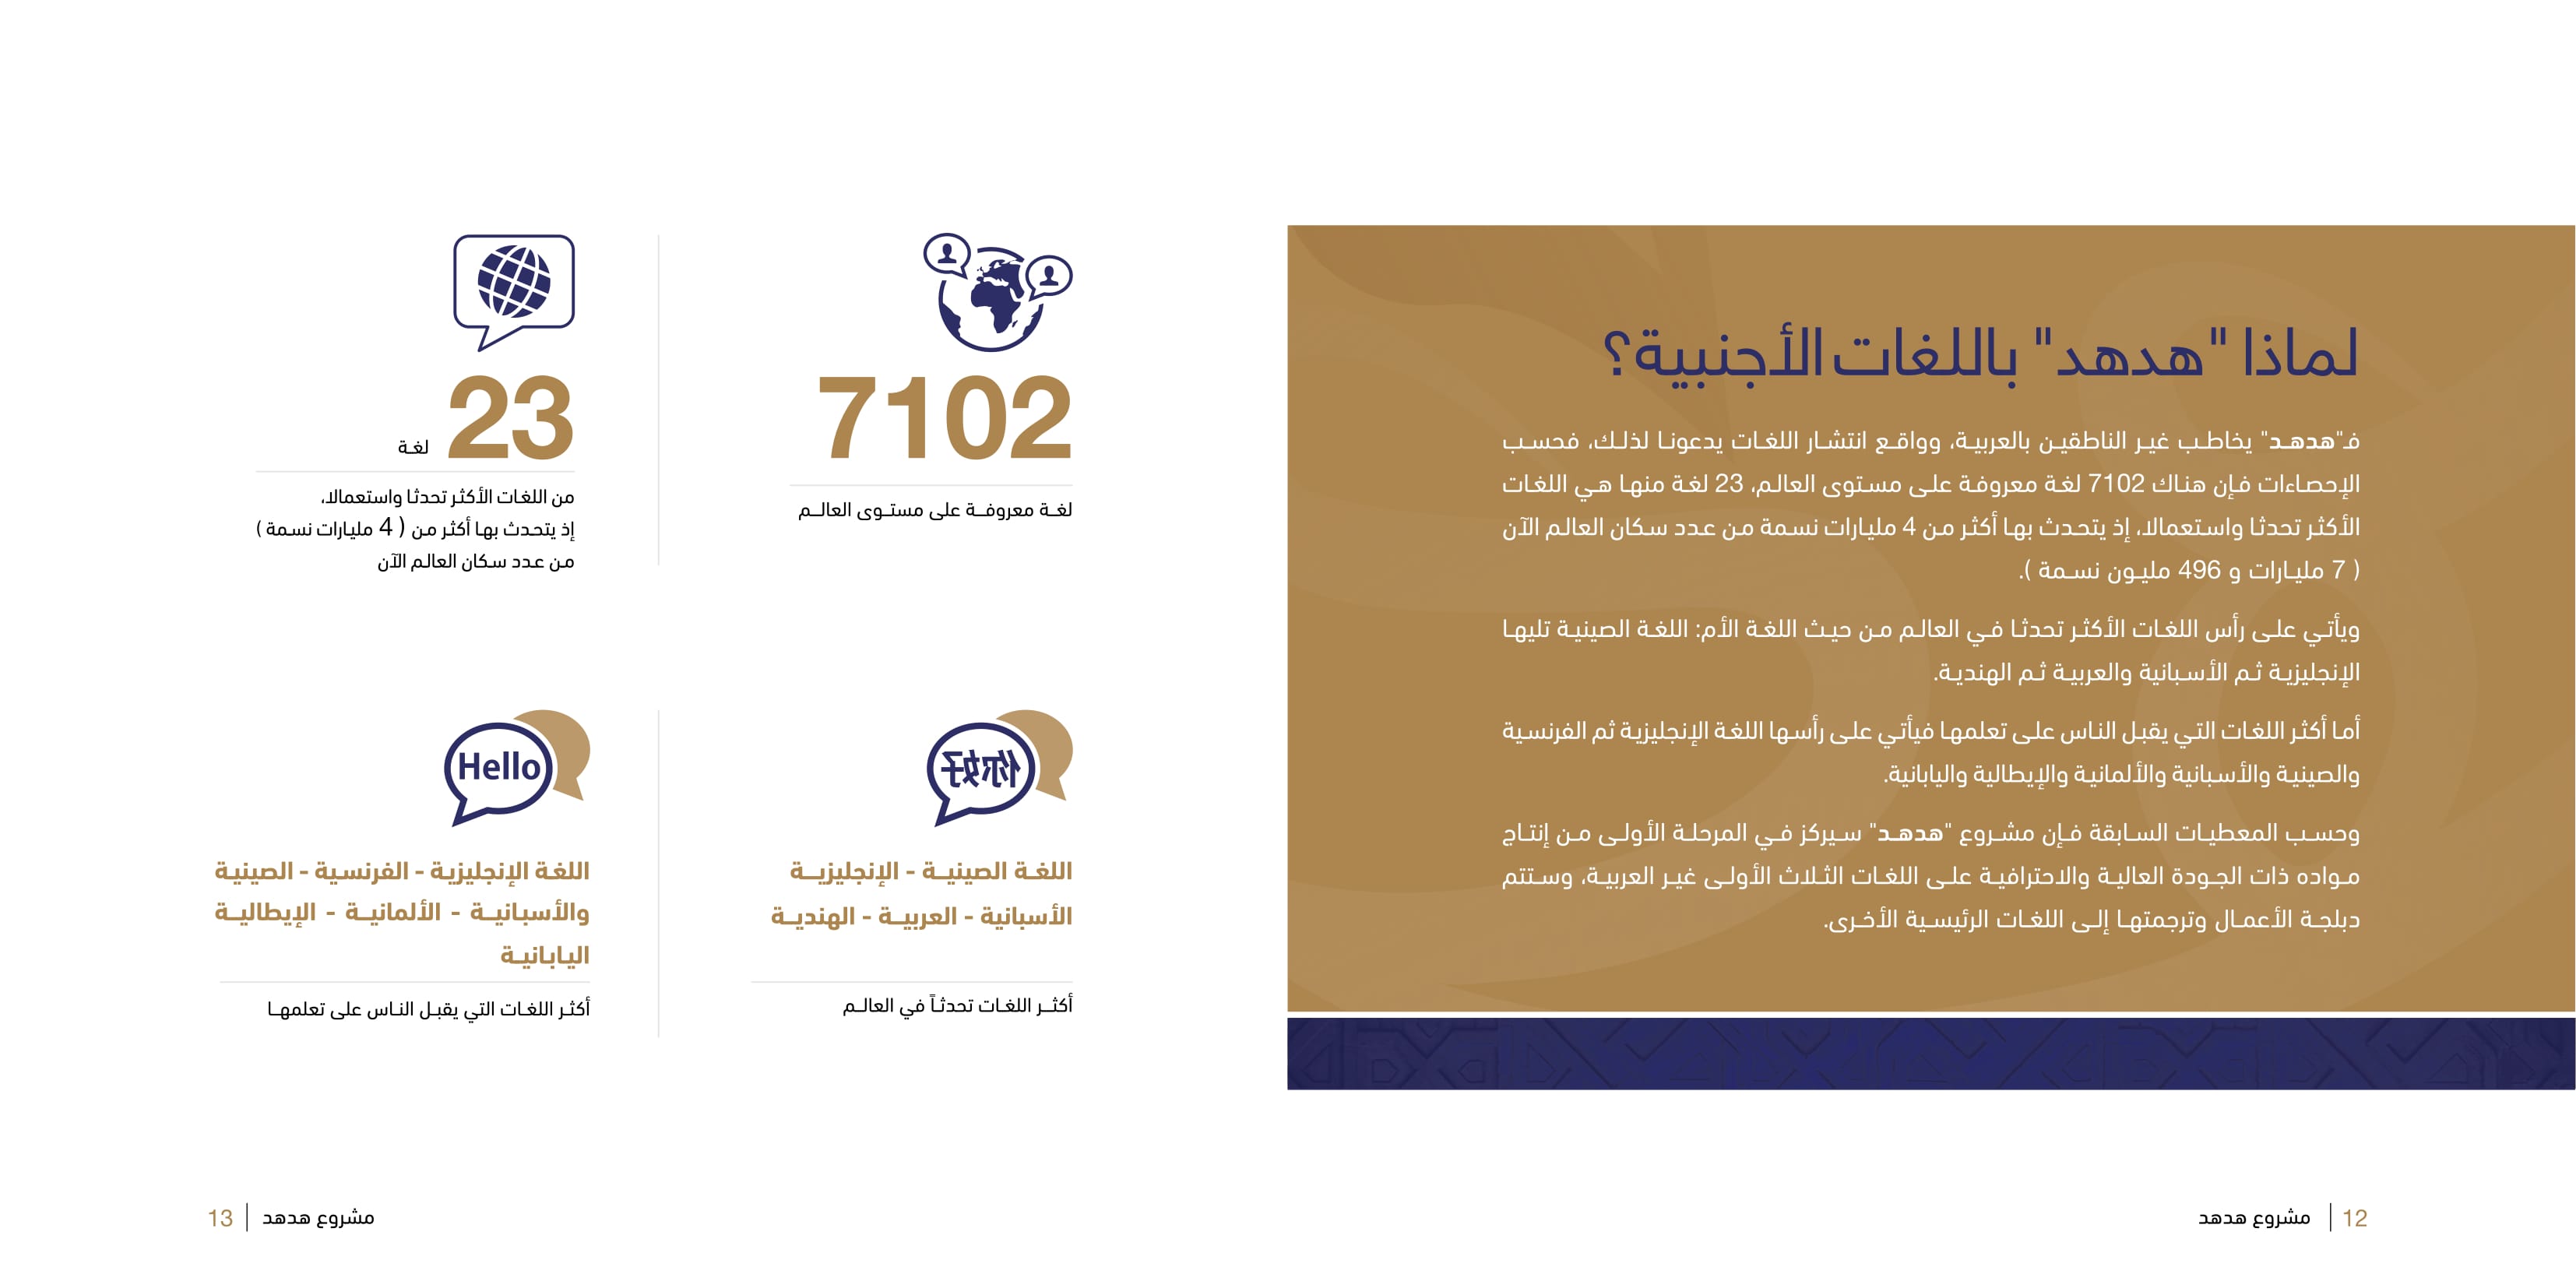 لماذا "هدهد" باللغات الأجنبية؟
فـ"هدهد" يخاطب غير الناطقين بالعربية، وواقع انتشار اللغات يدعونا لذلك، فحسب
الإحصاءات فإن هناك 7102 لغة معروفة على مستوى العالم، 23 لغة منها هي اللغات
الأكثر تحدثا واستعمالا، إذ يتحدث بها أكثر من 4 مليارات نسمة من عدد سكان العالم الآن
( 7 مليارات و 496 مليون نسمة ).
ويأتي على رأس اللغات الأكثر تحدثا في العالم من حيث اللغة الأم: اللغة الصينية تليها
الإنجليزية ثم الأسبانية والعربية ثم الهندية.
أما أكثر اللغات التي يقبل الناس على تعلمها فيأتي على رأسها اللغة الإنجليزية ثم الفرنسية
والصينية والأسبانية والألمانية والإيطالية واليابانية.
وحسب المعطيات السابقة فإن مشروع "هدهد" سيركز في المرحلة الأولى من إنتاج
مواده ذات الجودة العالية والاحترافية على اللغات الثلاث الأولى غير العربية، وستتم
دبلجة الأعمال وترجمتها إلى اللغات الرئيسية الأخرى.
12 | مشروع هدهد
7102
لغة معروفة على مستوى العالم
23 لغة
من اللغات الأكثر تحدثا واستعمالا،
إذ يتحدث بها أكثر من ( 4 مليارات نسمة )
من عدد سكان العالم الآن
你好
اللغة الصينية - الإنجليزية
الأسبانية - العربية - الهندية
أكثر اللغات تحدثاً في العالم
Hello
اللغة الإنجليزية - الفرنسية - الصينية
والأسبانية - الألمانية - الإيطالية
اليابانية
أكثر اللغات التي يقبل الناس على تعلمها
مشروع هدهد | 13